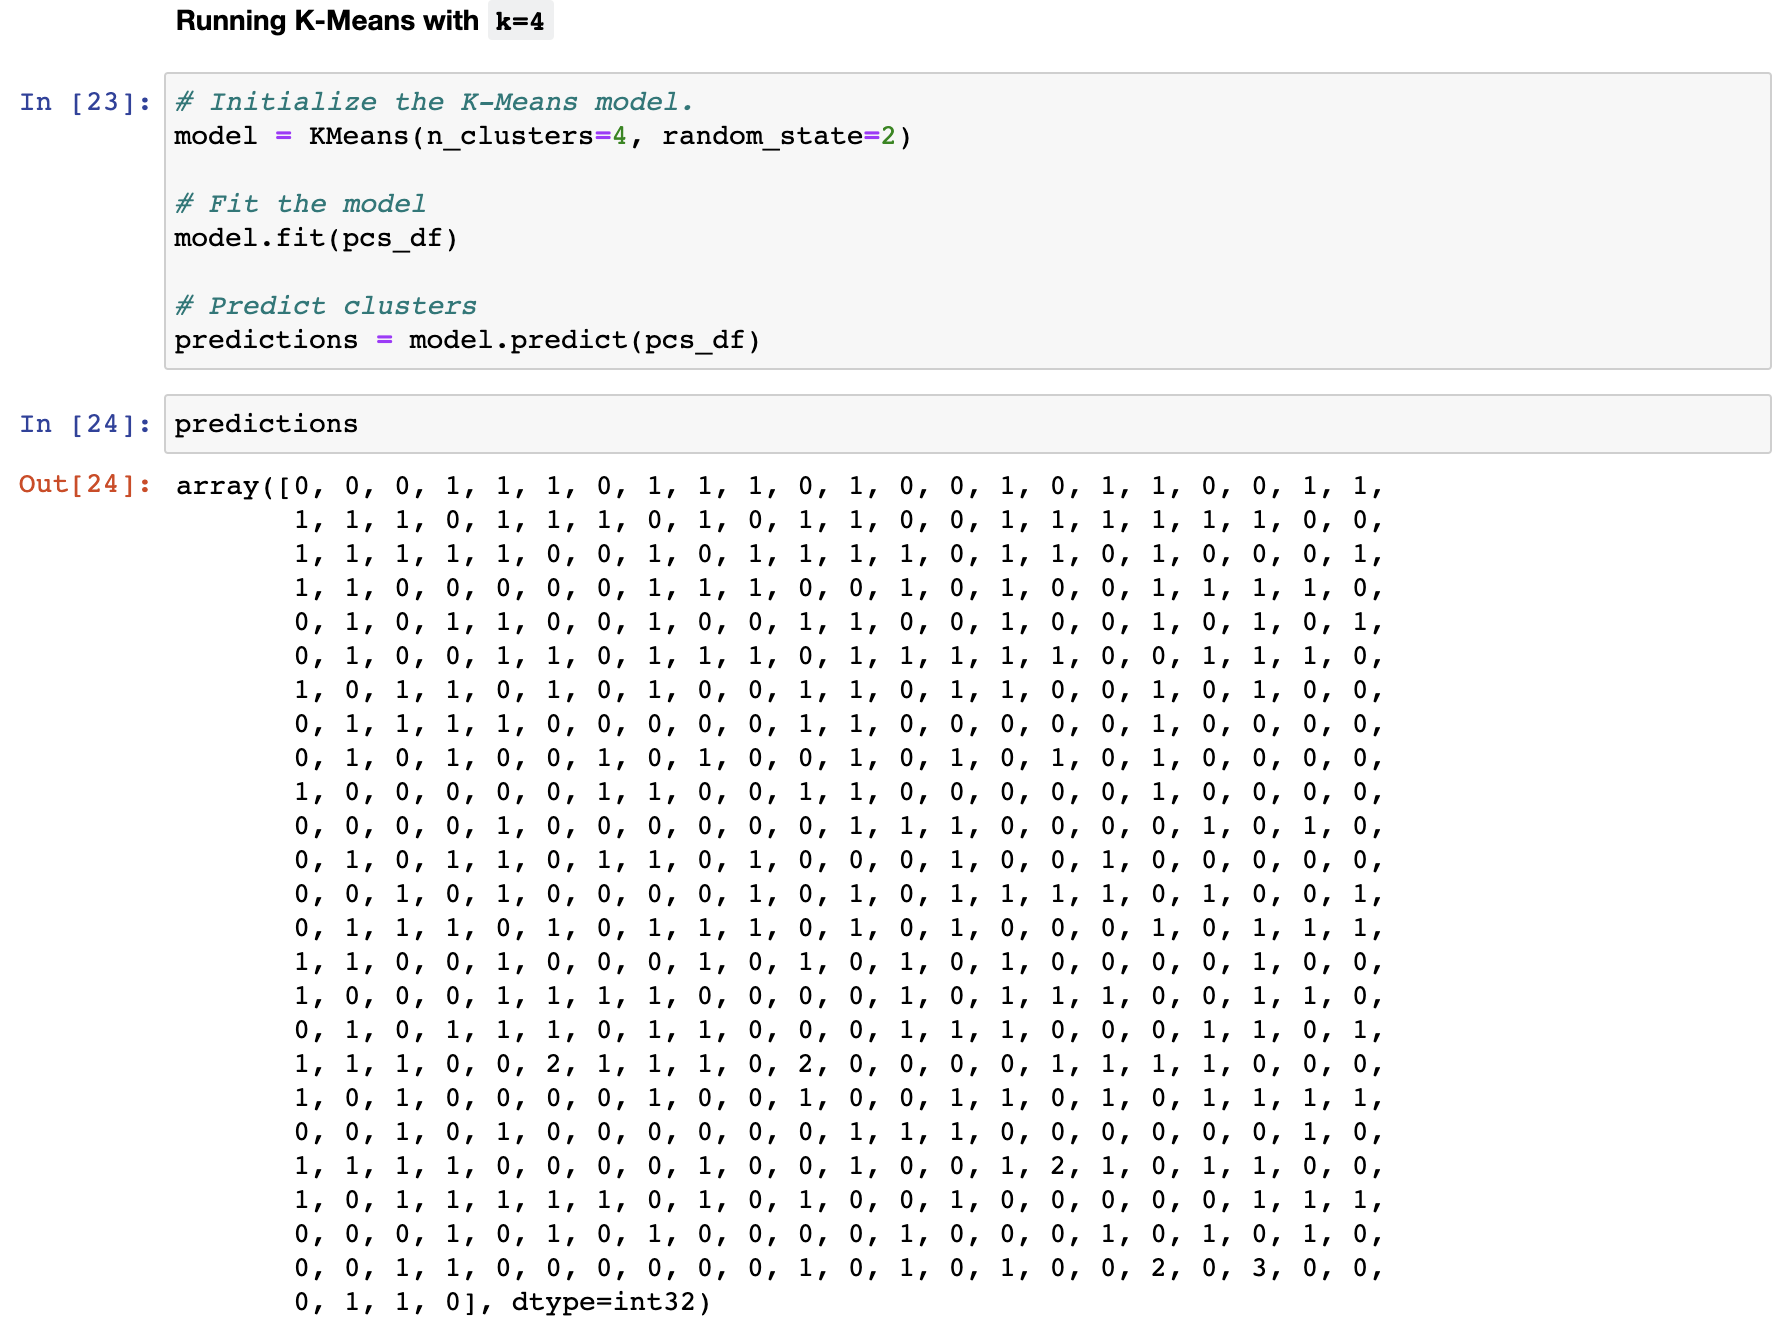 Running K-Means with k=4
In [23]:
# Initialize the K-Means model.
model = KMeans(n_clusters=4, random_state=2)
# Fit the model
model.fit(pcs_df)
# Predict clusters
predictions = model.predict(pcs_df)
In [24]:
predictions
Out[24]:
array([0, 0, 0, 1, 1, 1, 0, 1, 1, 1, 0, 1, 0, 0, 1, 0, 1, 1, 0, 0, 1, 1,
1, 1, 1, 0, 1, 1, 1, 0, 1, 0, 1, 1, 0, 0, 1, 1, 1, 1, 1, 1, 0, 0,
1, 1, 1, 1, 1, 0, 0, 1, 0, 1, 1, 1, 1, 0, 1, 1, 0, 1, 0, 0, 0, 1,
1, 1, 0, 0, 0, 0, 0, 1, 1, 1, 0, 0, 1, 0, 1, 0, 0, 1, 1, 1, 1, 0,
0, 1, 0, 1, 1, 0, 0, 1, 0, 0, 1, 1, 0, 0, 1, 0, 0, 1, 0, 1, 0, 1,
0, 1, 0, 0, 1, 1, 0, 1, 1, 1, 0, 1, 1, 1, 1, 1, 0, 0, 1, 1, 1, 0,
1, 0, 1, 1, 0, 1, 0, 1, 0, 0, 1, 1, 0, 1, 1, 0, 0, 1, 0, 1, 0, 0,
0, 1, 1, 1, 1, 0, 0, 0, 0, 0, 1, 1, 0, 0, 0, 0, 0, 1, 0, 0, 0, 0,
0, 1, 0, 1, 0, 0, 1, 0, 1, 0, 0, 1, 0, 1, 0, 1, 0, 1, 0, 0, 0, 0,
1, 0, 0, 0, 0, 0, 1, 1, 0, 0, 1, 1, 0, 0, 0, 0, 0, 1, 0, 0, 0, 0,
0, 0, 0, 0, 1, 0, 0, 0, 0, 0, 0, 1, 1, 1, 0, 0, 0, 0, 1, 0, 1, 0,
0, 1, 0, 1, 1, 0, 1, 1, 0, 1, 0, 0, 0, 1, 0, 0, 1, 0, 0, 0, 0, 0,
0, 0, 1, 0, 1, 0, 0, 0, 0, 1, 0, 1, 0, 1, 1, 1, 1, 0, 1, 0, 0, 1,
0, 1, 1, 1, 0, 1, 0, 1, 1, 1, 0, 1, 0, 1, 0, 0, 0, 1, 0, 1, 1, 1,
1, 1, 0, 0, 1, 0, 0, 0, 1, 0, 1, 0, 1, 0, 1, 0, 0, 0, 0, 1, 0, 0,
1, 0, 0, 0, 1, 1, 1, 1, 0, 0, 0, 0, 1, 0, 1, 1, 1, 0, 0, 1, 1, 0,
0, 1, 0, 1, 1, 1, 0, 1, 1, 0, 0, 0, 1, 1, 1, 0, 0, 0, 1, 1, 0, 1,
1, 1, 1, 0, 0, 2, 1, 1, 1, 0, 2, 0, 0, 0, 0, 1, 1, 1, 1, 0, 0, 0,
1, 0, 1, 0, 0, 0, 0, 1, 0, 0, 1, 0, 0, 1, 1, 0, 1, 0, 1, 1, 1, 1,
0, 0, 1, 0, 1, 0, 0, 0, 0, 0, 0, 1, 1, 1, 0, 0, 0, 0, 0, 0, 1, 0,
1, 1, 1, 1, 0, 0, 0, 0, 1, 0, 0, 1, 0, 0, 1, 2, 1, 0, 1, 1, 0, 0,
1, 0, 1, 1, 1, 1, 1, 0, 1, 0, 1, 0, 0, 1, 0, 0, 0, 0, 0, 1, 1, 1,
0, 0, 0, 1, 0, 1, 0, 1, 0, 0, 0, 0, 1, 0, 0, 0, 1, 0, 1, 0, 1, 0,
0, 0, 1, 1, 0, 0, 0, 0, 0, 0, 1, 0, 1, 0, 1, 0, 0, 2, 0, 3, 0, 0,
0, 1, 1, 0], dtype=int32)